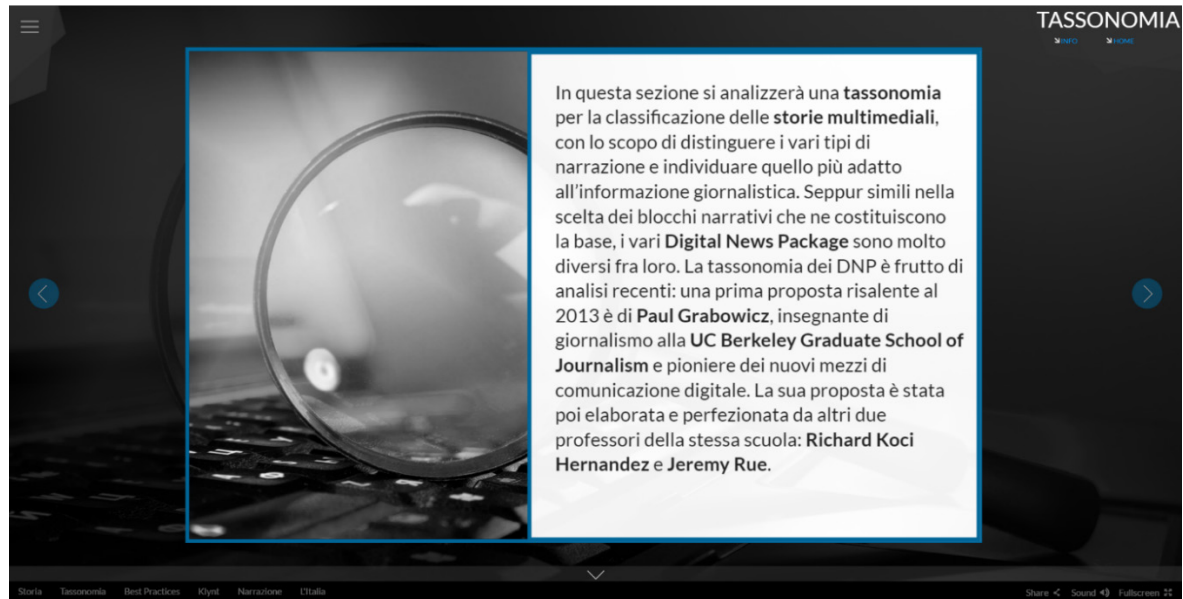 TASSONOMIA
INFO HOME
In questa sezione si analizzerà una tassonomia
per la classificazione delle storie multimediali,
con lo scopo di distinguere i vari tipi di
narrazione e individuare quello più adatto
all'informazione giornalistica. Seppur simili nella
scelta dei blocchi narrativi che ne costituiscono
la base, i vari Digital News Package sono molto
diversi fra loro. La tassonomia dei DNP è frutto di
analisi recenti: una prima proposta risalente al
2013 è di Paul Grabowicz, insegnante di
giornalismo alla UC Berkeley Graduate School of
Journalism e pioniere dei nuovi mezzi di
comunicazione digitale. La sua proposta è stata
poi elaborata e perfezionata da altri due
professori della stessa scuola: Richard Koci
Hernandez e Jeremy Rue.
Storia Tassonomia Best Practices Klynt Narrazione L'Italia Share Sound Fullscreen